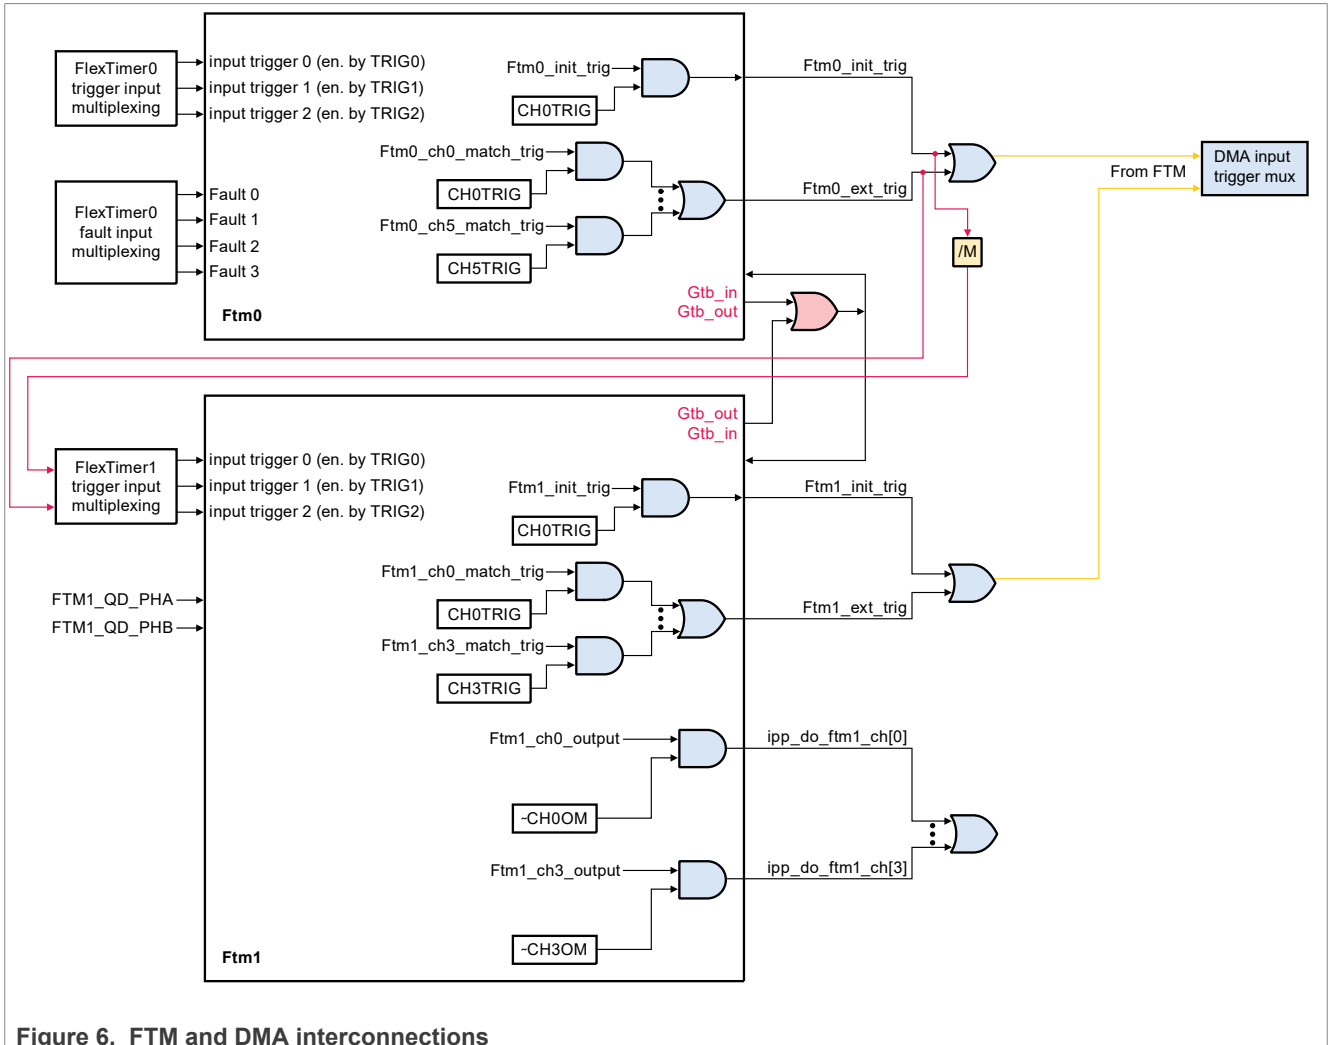 FlexTimer0
trigger input
multiplexing
input trigger 0 (en. by TRIG0)
input trigger 1 (en. by TRIG1)
input trigger 2 (en. by TRIG2)
Ftm0_init_trig
CH0TRIG
Ftm0_init_trig
Ftm0_ch0_match_trig
CH0TRIG
Ftm0_ch5_match_trig
CH5TRIG
Ftm0_ext_trig
From FTM
DMA input
trigger mux
/M
FlexTimer0
fault input
multiplexing
Fault 0
Fault 1
Fault 2
Fault 3
Gtb_in
Gtb_out
Ftm0
Gtb_out
Gtb_in
FlexTimer1
trigger input
multiplexing
input trigger 0 (en. by TRIG0)
input trigger 1 (en. by TRIG1)
input trigger 2 (en. by TRIG2)
Ftm1_init_trig
CH0TRIG
Ftm1_init_trig
FTM1_QD_PHA
FTM1_QD_PHB
Ftm1_ch0_match_trig
CH0TRIG
Ftm1_ch3_match_trig
CH3TRIG
Ftm1_ext_trig
Ftm1_ch0_output
~CH0OM
ipp_do_ftm1_ch[0]
Ftm1_ch3_output
~CH3OM
ipp_do_ftm1_ch[3]
Ftm1
Figure 6. FTM and DMA interconnections